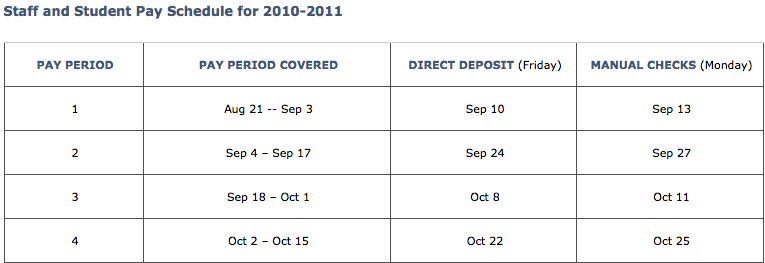 Staff and Student Pay Schedule for 2010-2011
PAY PERIOD PAY PERIOD COVERED DIRECT DEPOSIT (Friday) MANUAL CHECKS (Monday)
1 Aug 21 -- Sep 3 Sep 10 Sep 13
2 Sep 4 – Sep 17 Sep 24 Sep 27
3 Sep 18 – Oct 1 Oct 8 Oct 11
4 Oct 2 – Oct 15 Oct 22 Oct 25